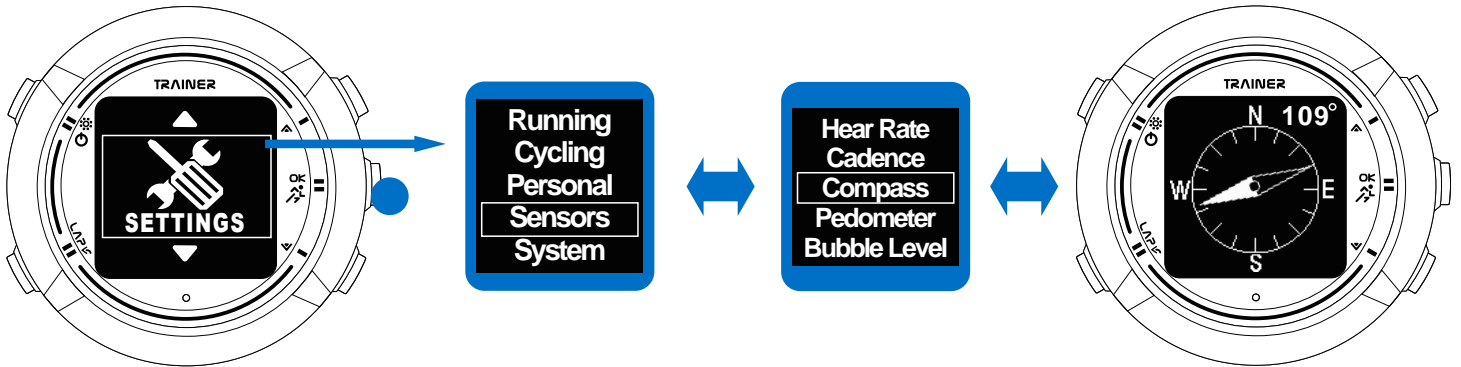 TRAINER
SETTINGS
OK
LAP
Running
Cycling
Personal
Sensors
System
Hear Rate
Cadence
Compass
Pedometer
Bubble Level
TRAINER
N 109°
W E
S
OK
LAP